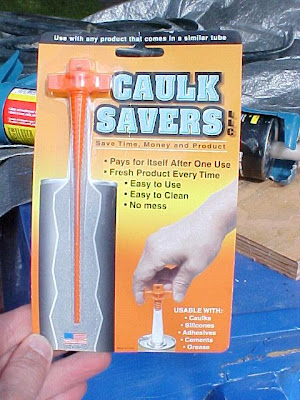 Use with any product that comes in a similar tube
CAULK
SAVERS LLC
Save Time, Money and Product
• Pays for Itself After One Use
• Fresh Product Every Time
• Easy to Use
• Easy to Clean
• No mess
USABLE WITH:
• Caulks
• Silicones
• Adhesives
• Cements
• Grease